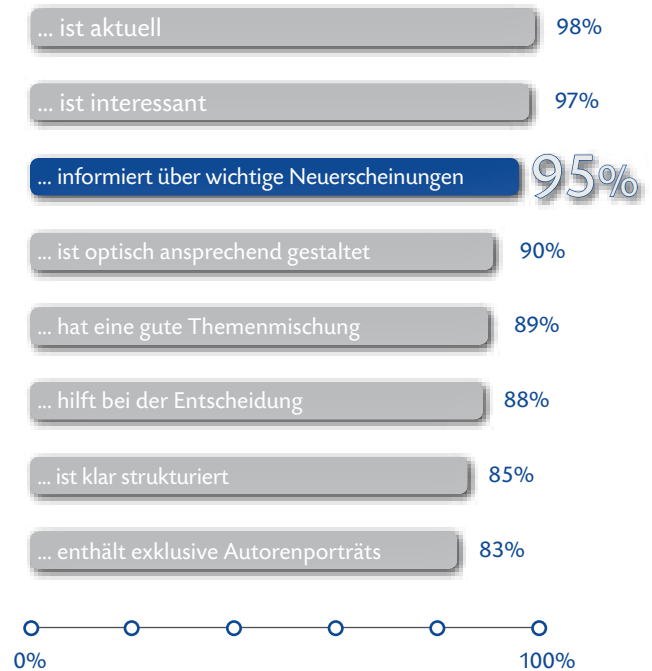 ... ist aktuell 98%
... ist interessant 97%
... informiert über wichtige Neuerscheinungen 95%
... ist optisch ansprechend gestaltet 90%
... hat eine gute Themenmischung 89%
... hilft bei der Entscheidung 88%
... ist klar strukturiert 85%
... enthält exklusive Autorenporträts 83%
0% 100%